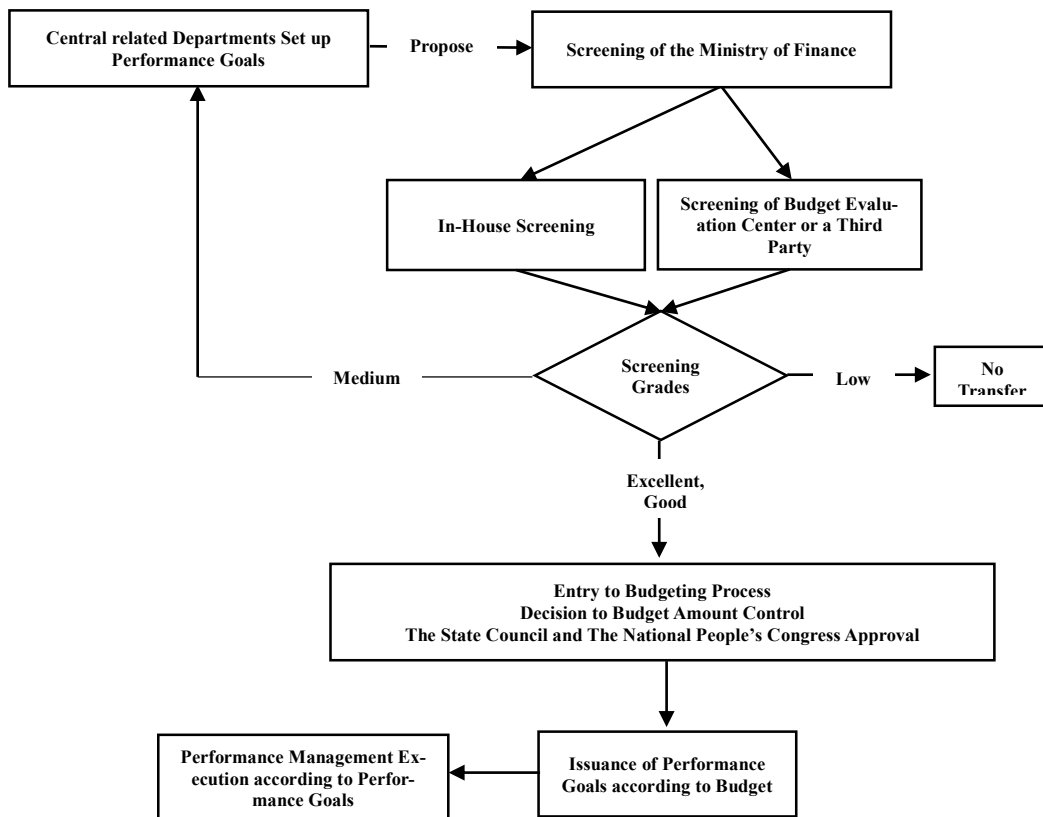 Central related Departments Set up
Performance Goals
Propose
Screening of the Ministry of Finance
In-House Screening
Screening of Budget Evalu-
ation Center or a Third
Party
Screening
Grades
Medium
Low
No
Transfer
Excellent,
Good
Entry to Budgeting Process
Decision to Budget Amount Control
The State Council and The National People's Congress Approval
Issuance of Performance
Goals according to Budget
Performance Management Ex-
ecution according to Perfor-
mance Goals